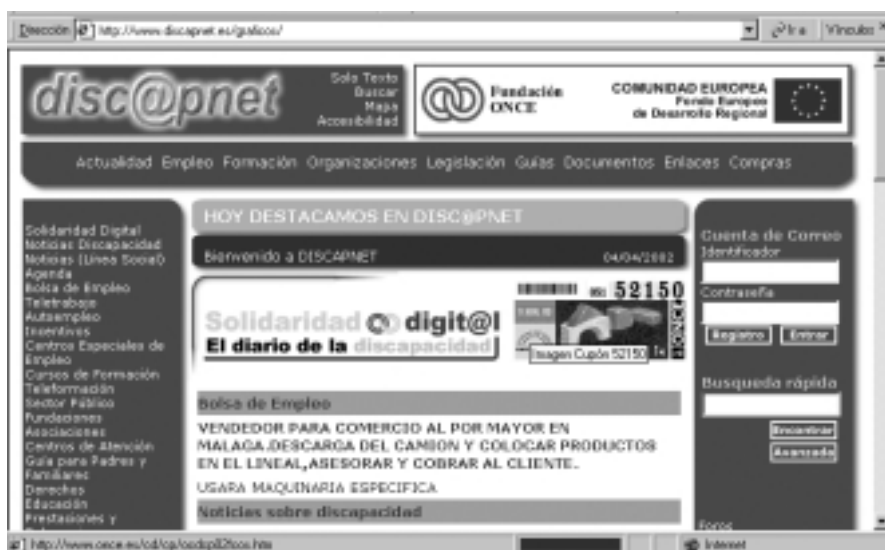 Dirección http://www.discapnet.es/graficos/ Ir a Vínculos
disc@pnet
Solo Texto
Buscar
Mapa
Accesibilidad
Fundación
ONCE
COMUNIDAD EUROPEA
Fondo Europeo
de Desarrollo Regional
Actualidad Empleo Formación Organizaciones Legislación Guías Documentos Enlaces Compras
Solidaridad Digital
Noticias Discapacidad
Noticias (Línea Social)
Agenda
Bolsa de Empleo
Teletrabajo
Autoempleo
Incentivos
Centros Especiales de
Empleo
Cursos de Formación
Teleformación
Sector Público
Fundaciones
Asociaciones
Centros de Atención
Guía para Padres y
Familiares
Derechos
Educación
Prestaciones y
HOY DESTACAMOS EN DISC@PNET
Bienvenido a DISCAPNET 04/04/2002
Solidaridad digit@l
El diario de la discapacidad
52150
ONCE
Imagen Cupón 52150
Bolsa de Empleo
VENDEDOR PARA COMERCIO AL POR MAYOR EN
MALAGA.DESCARGA DEL CAMION Y COLOCAR PRODUCTOS
EN EL LINEAL,ASESORAR Y COBRAR AL CLIENTE.
USARA MAQUINARIA ESPECIFICA
Noticias sobre discapacidad
Cuenta de Correo
Identificador
Contraseña
Registro Entrar
Busqueda rápida
Encontrar
Avanzada
Foros
Internet